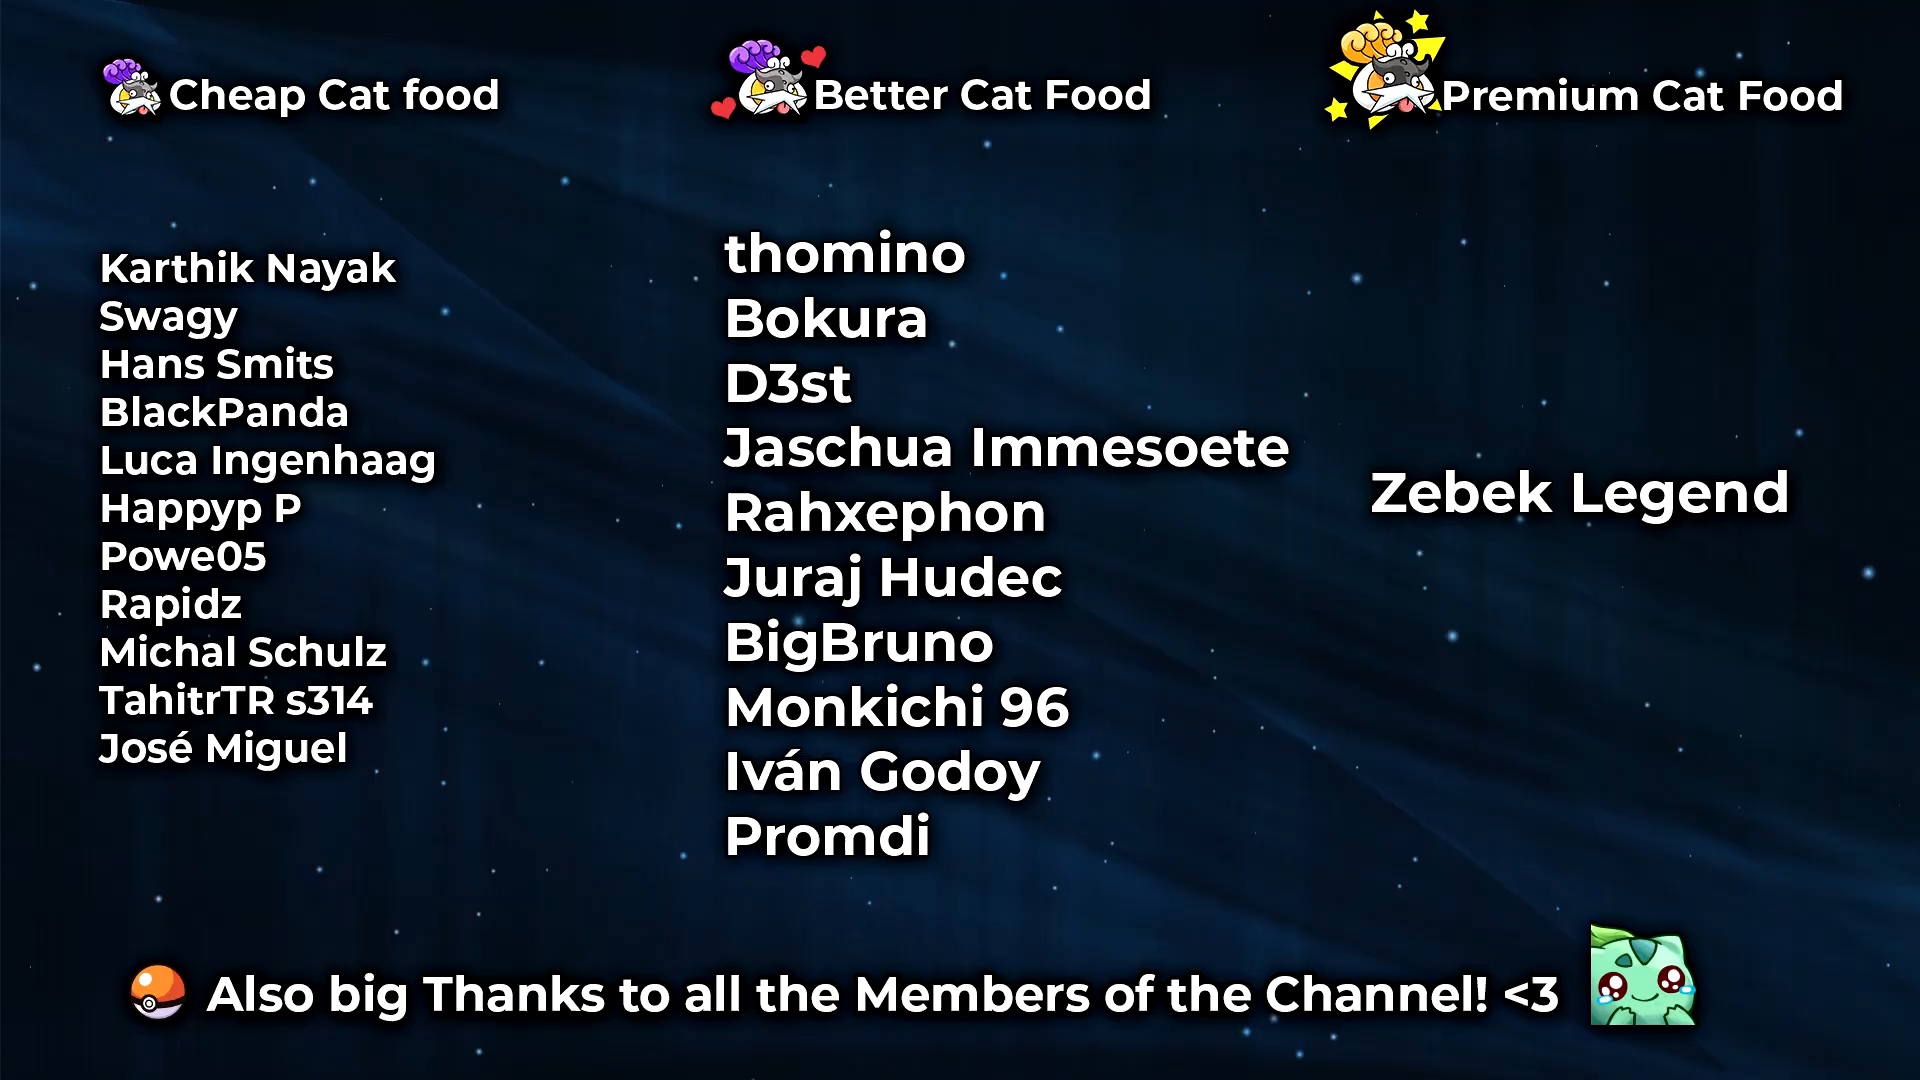 Cheap Cat food
Better Cat Food
Premium Cat Food
Karthik Nayak
Swagy
Hans Smits
BlackPanda
Luca Ingenhaag
Happyp P
Powe05
Rapidz
Michal Schulz
TahitrTR s314
José Miguel
thomino
Bokura
D3st
Jaschua Immesoete
Rahxephon
Juraj Hudec
BigBruno
Monkichi 96
Iván Godoy
Promdi
Zebek Legend
Also big Thanks to all the Members of the Channel! <3